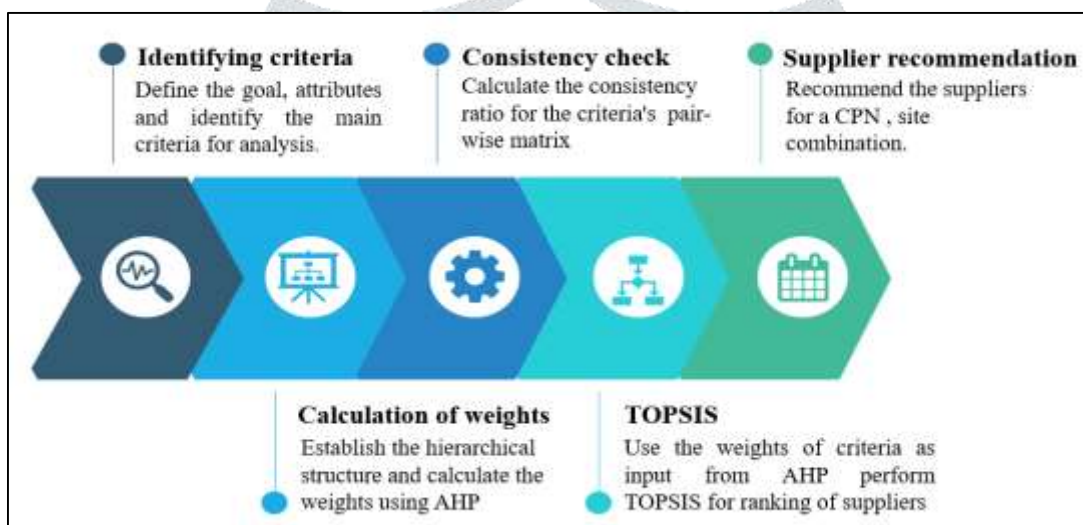 Identifying criteria
Define the goal, attributes
and identify the main
criteria for analysis.
Consistency check
Calculate the consistency
ratio for the criteria's pair-
wise matrix
Supplier recommendation
Recommend the suppliers
for a CPN , site
combination.
Calculation of weights
Establish the hierarchical
structure and calculate the
weights using AHP
TOPSIS
Use the weights of criteria as
input from AHP perform
TOPSIS for ranking of suppliers